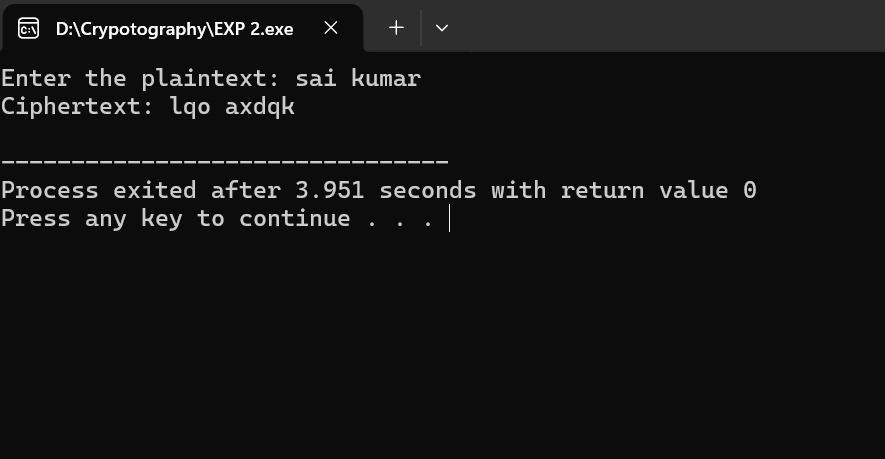 D:\Crypotography\EXP 2.exe
Enter the plaintext: sai kumar
Ciphertext: lqo axdqk
--------------------------------
Process exited after 3.951 seconds with return value 0
Press any key to continue . . .